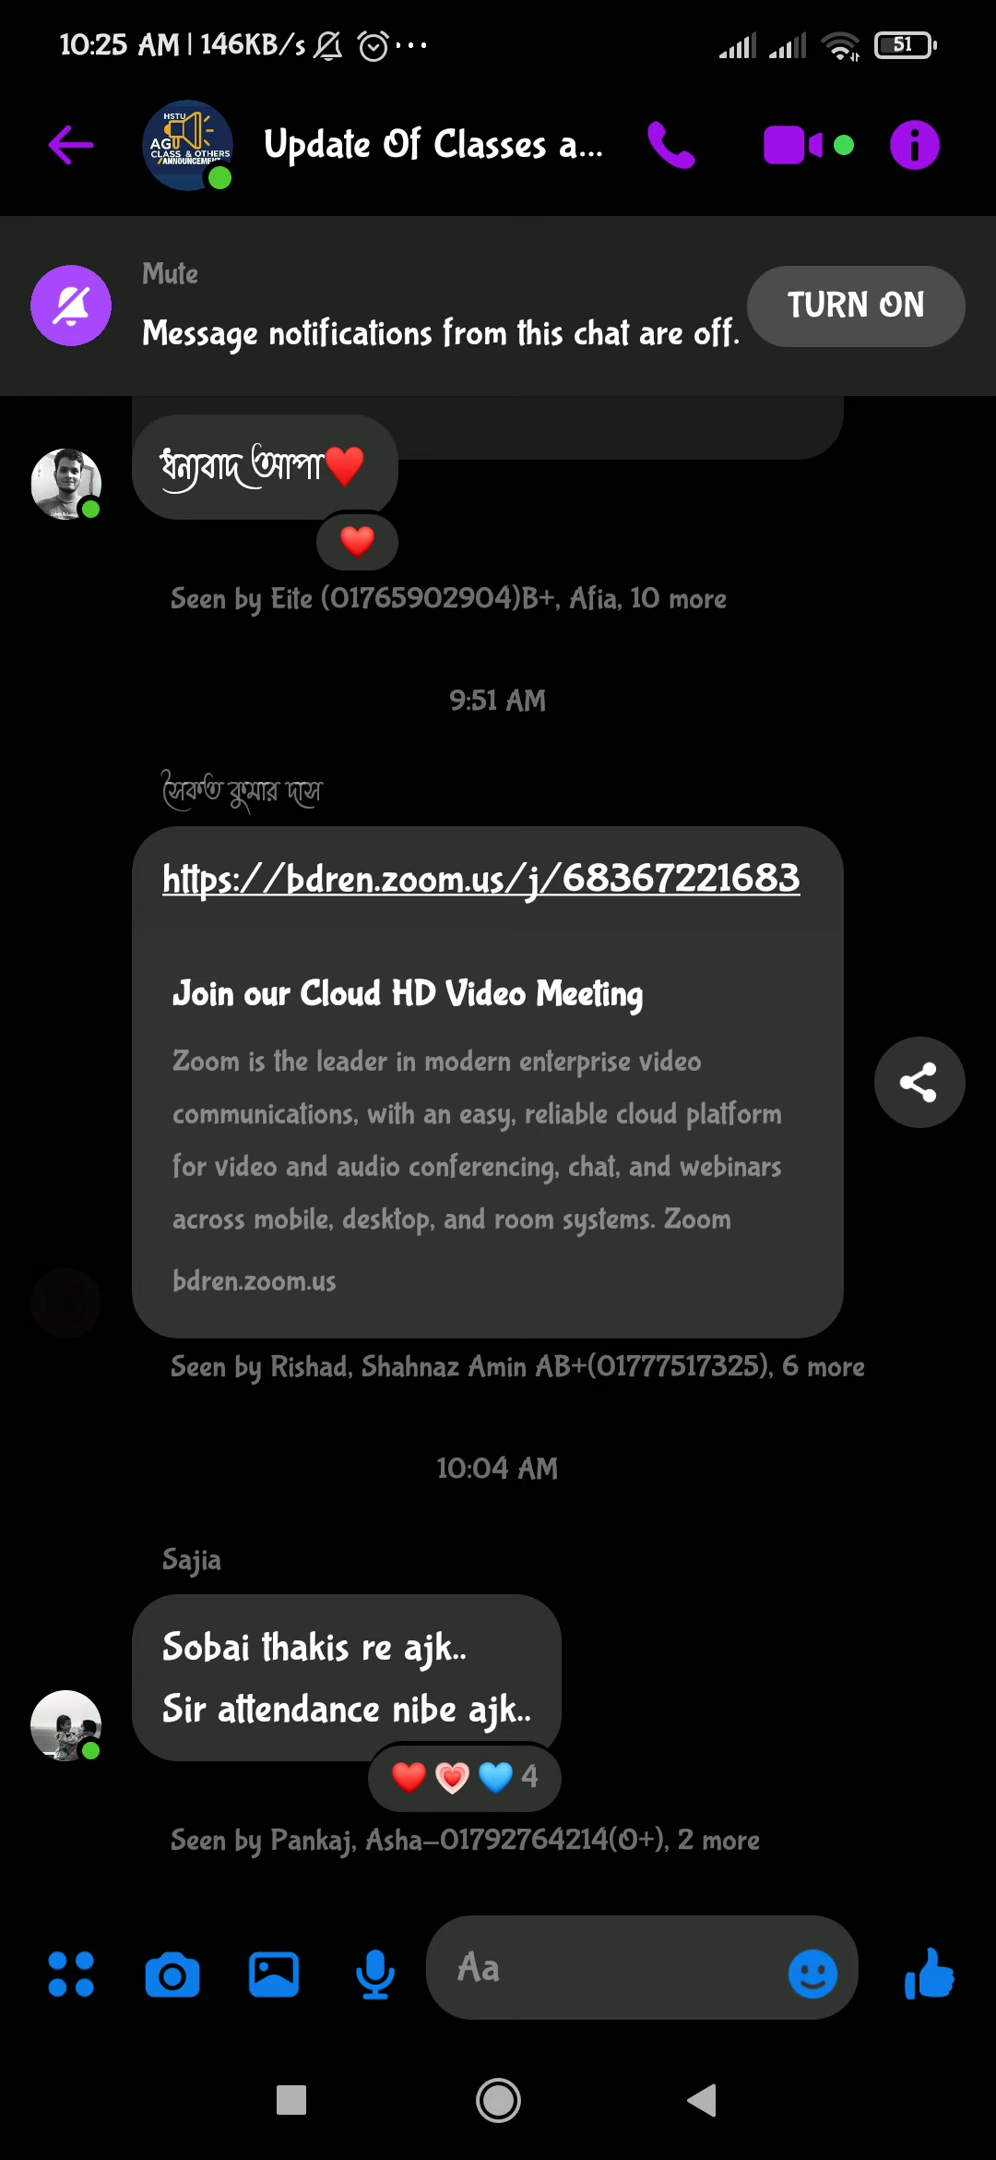 10:25 AM | 146KB/s ...
51
HSTU
AG
CLASS & OTHERS
ANNOUNCEMENT
Update Of Classes a...
Mute
Message notifications from this chat are off.
TURN ON
ধন্যবাদ আপা❤️
❤️
Seen by Eite (01765902904)B+, Afia, 10 more
9:51 AM
সৈকত কুমার দাস
https://bdren.zoom.us/j/68367221683
Join our Cloud HD Video Meeting
Zoom is the leader in modern enterprise video
communications, with an easy, reliable cloud platform
for video and audio conferencing, chat, and webinars
across mobile, desktop, and room systems. Zoom
bdren.zoom.us
Seen by Rishad, Shahnaz Amin AB+(01777517325), 6 more
10:04 AM
Sajia
Sobai thakis re ajk..
Sir attendance nibe ajk..
❤️ 💗 💙 4
Seen by Pankaj, Asha-01792764214(O+), 2 more
Aa